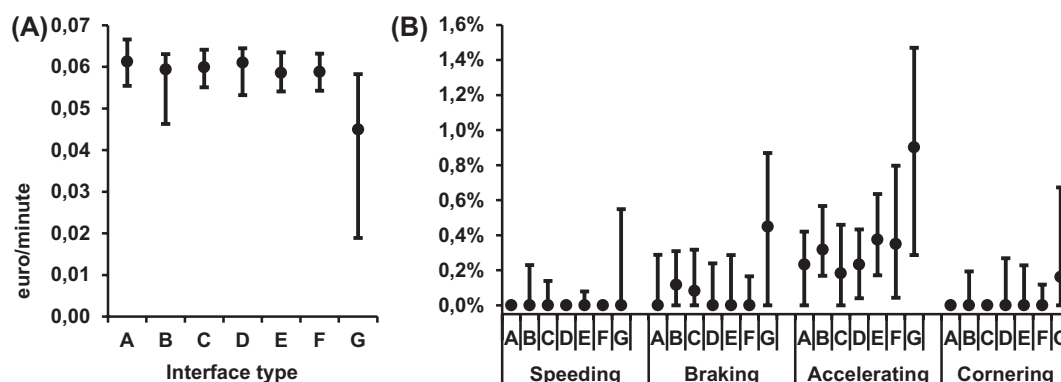 (A)
0,07
0,06
0,05
0,04
0,03
0,02
0,01
0,00
euro/minute
A B C D E F G
Interface type
(B)
1,6%
1,4%
1,2%
1,0%
0,8%
0,6%
0,4%
0,2%
0,0%
A B C D E F G A B C D E F G A B C D E F G A B C D E F G
Speeding Braking Accelerating Cornering